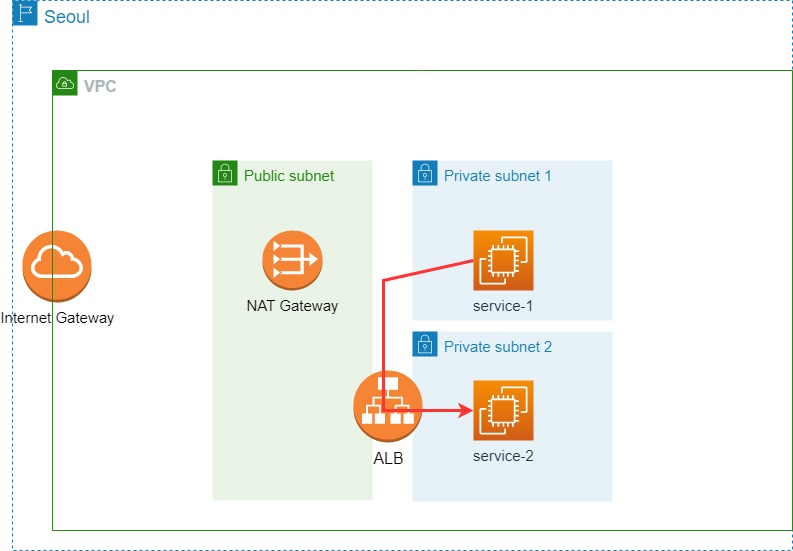 Seoul
VPC
Public subnet
Private subnet 1
NAT Gateway
service-1
Internet Gateway
Private subnet 2
ALB
service-2